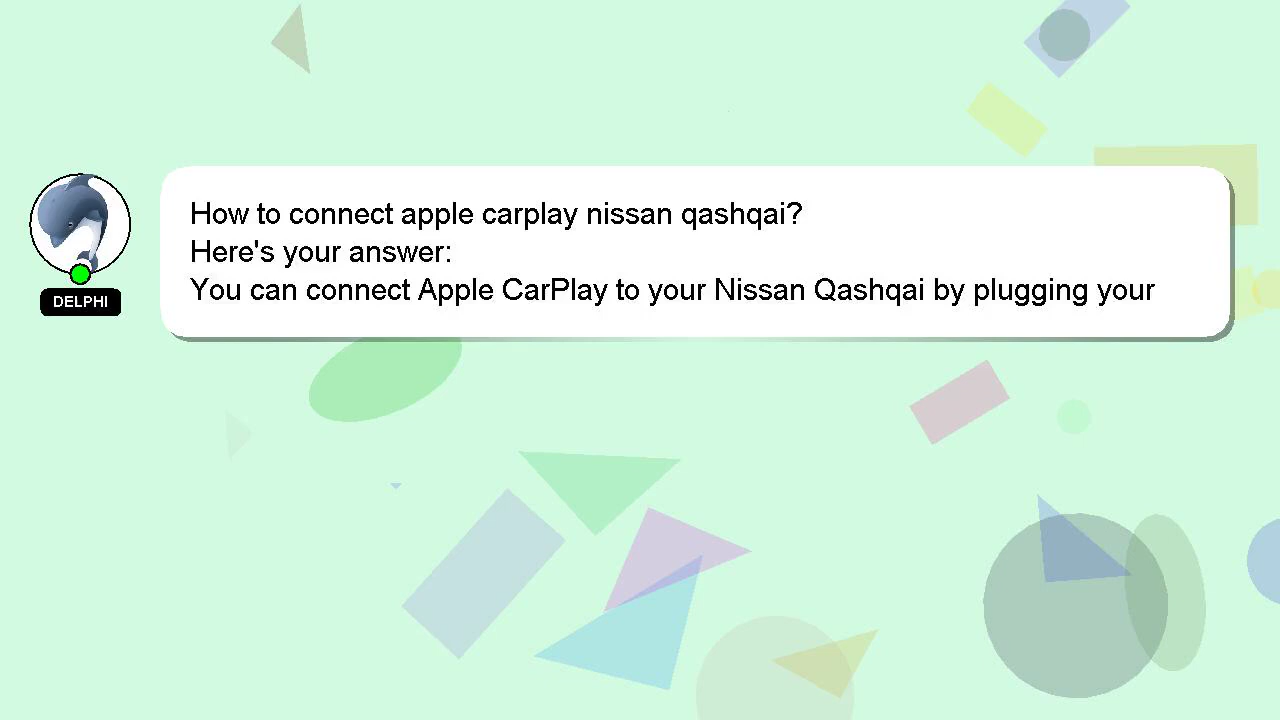 How to connect apple carplay nissan qashqai?
Here's your answer:
You can connect Apple CarPlay to your Nissan Qashqai by plugging your
DELPHI